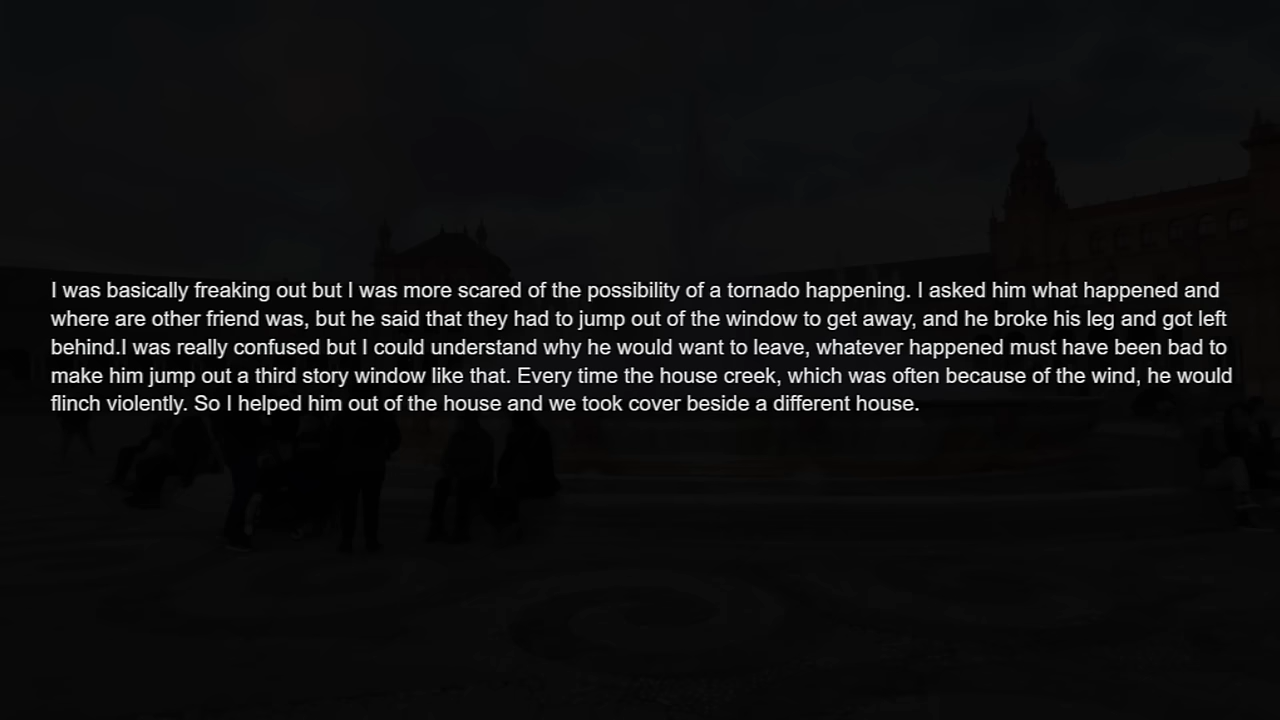 I was basically freaking out but I was more scared of the possibility of a tornado happening. I asked him what happened and
where are other friend was, but he said that they had to jump out of the window to get away, and he broke his leg and got left
behind.I was really confused but I could understand why he would want to leave, whatever happened must have been bad to
make him jump out a third story window like that. Every time the house creek, which was often because of the wind, he would
flinch violently. So I helped him out of the house and we took cover beside a different house.